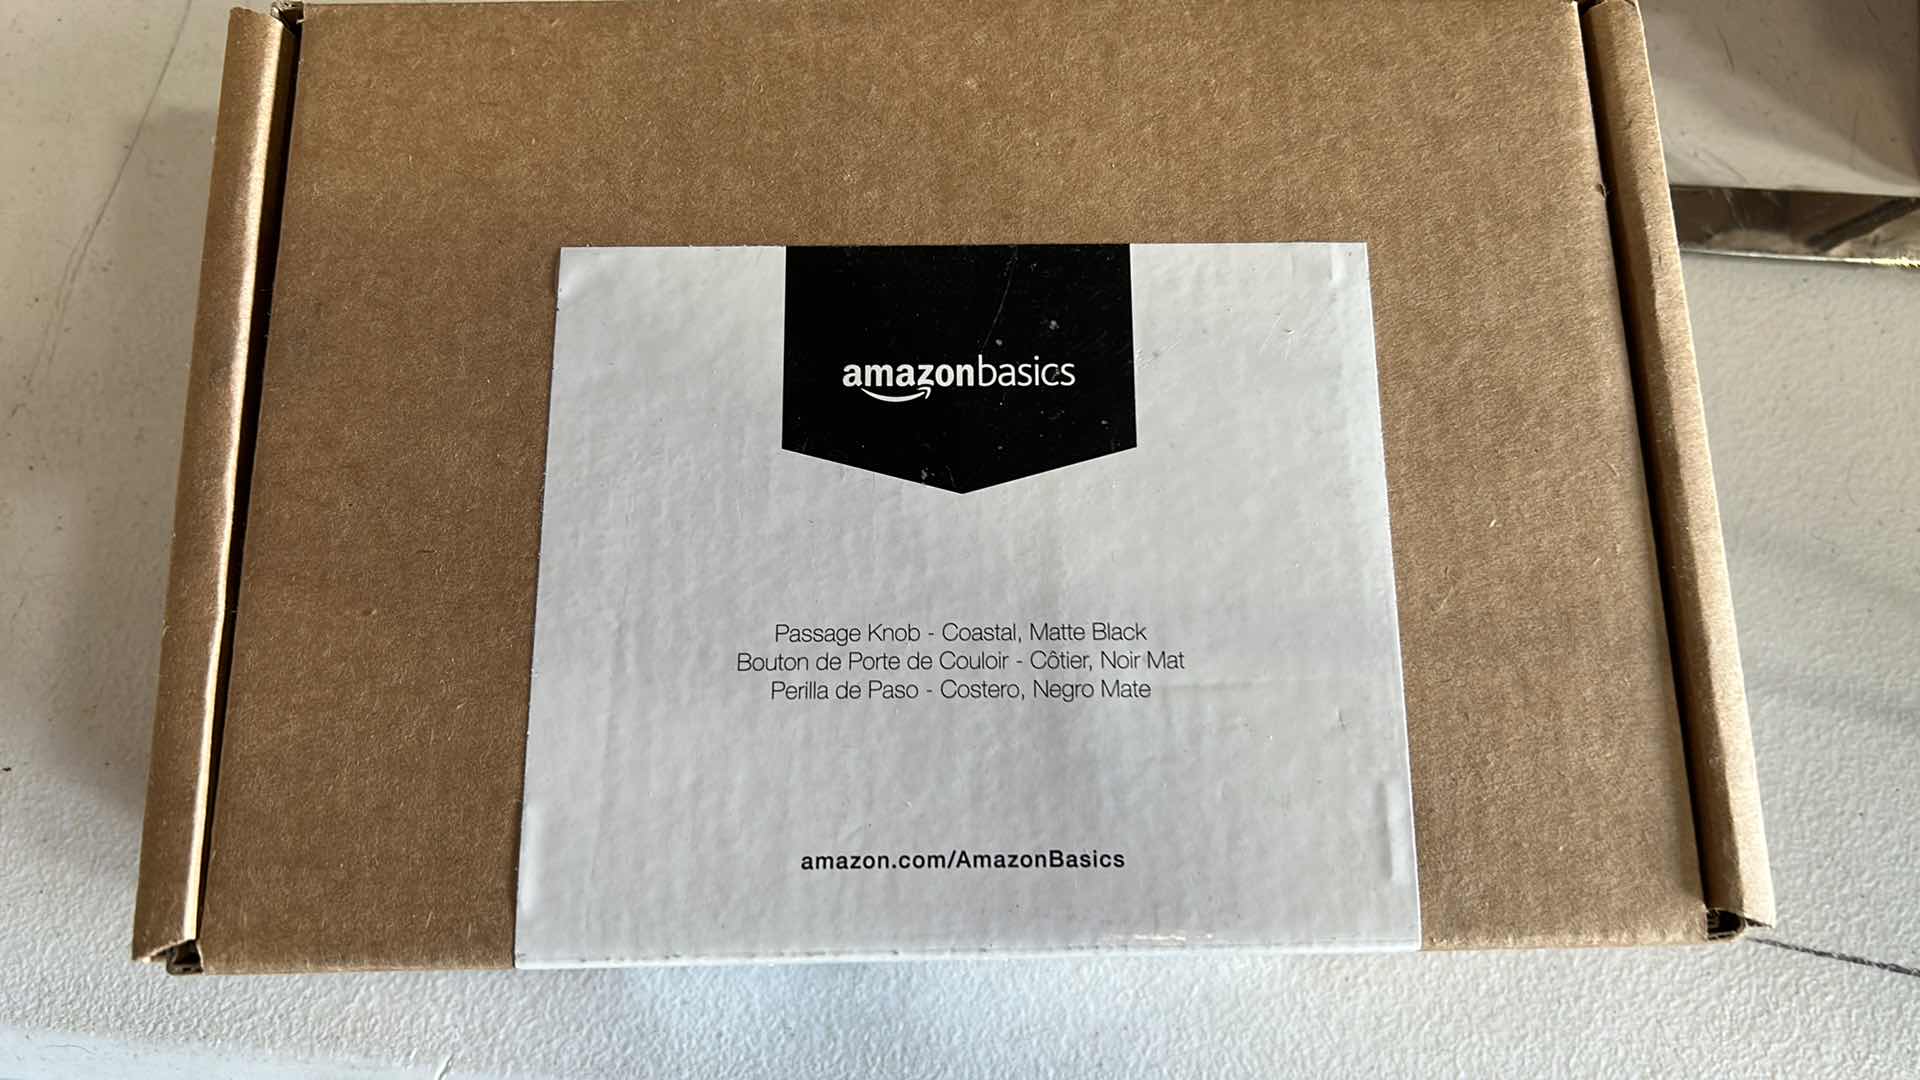 amazonbasics
Passage Knob - Coastal, Matte Black
Bouton de Porte de Couloir - Côtier, Noir Mat
Perilla de Paso - Costero, Negro Mate
amazon.com/AmazonBasics